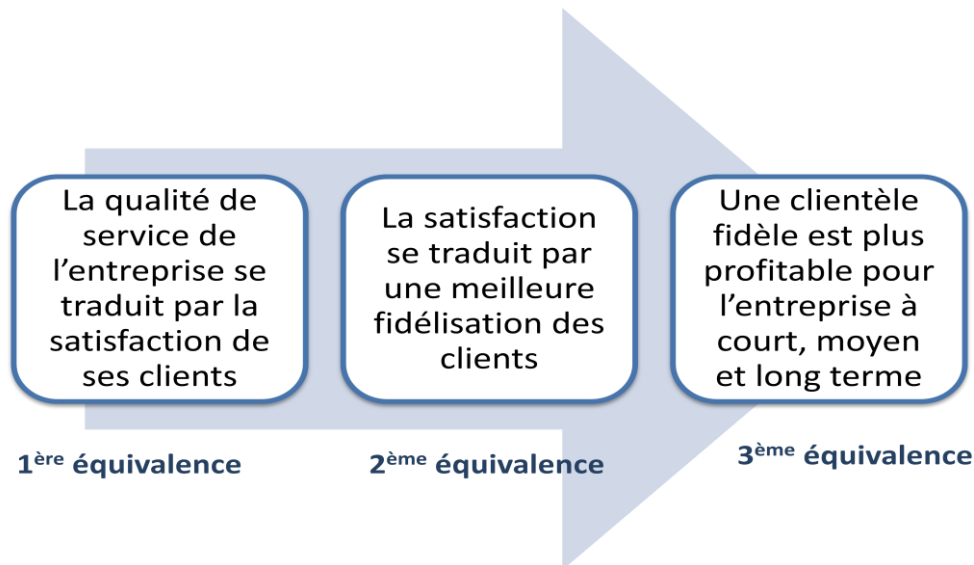 La qualité de
service de
l’entreprise se
traduit par la
satisfaction de
ses clients
La satisfaction
se traduit par
une meilleure
fidélisation des
clients
Une clientèle
fidèle est plus
profitable pour
l’entreprise à
court, moyen
et long terme
1ère équivalence
2ème équivalence
3ème équivalence